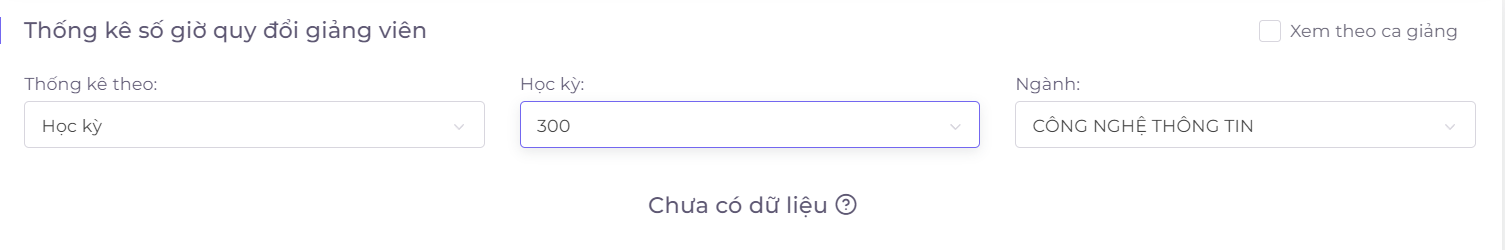 Thống kê số giờ quy đổi giảng viên
Xem theo ca giảng
Thống kê theo:
Học kỳ:
Ngành:
Học kỳ
300
CÔNG NGHỆ THÔNG TIN
Chưa có dữ liệu